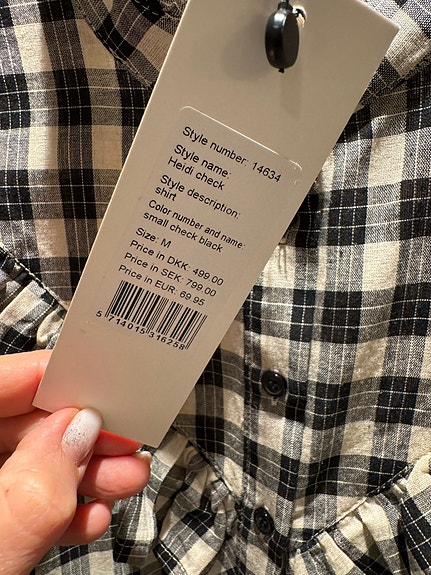 Style number: 14634
Style name:
Heidi check
Style description:
shirt
Color number and name:
small check black
Size: M
Price in DKK: 499.00
Price in SEK: 799.00
Price in EUR: 69.95
5 714015 316258